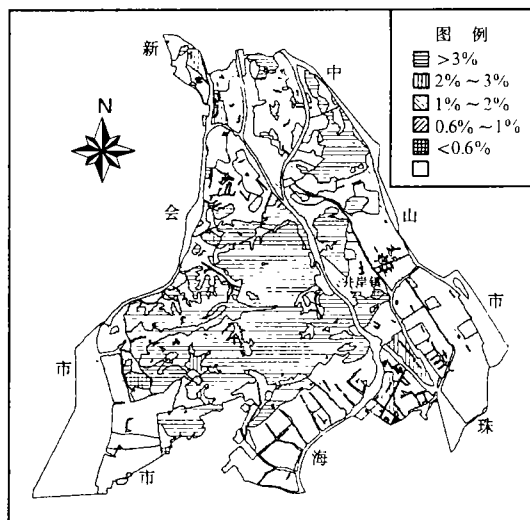 图 例
>3%
2%～3%
1%～2%
0.6%～1%
<0.6%
N
新
会
市
中
山
市
井岸镇
珠
海
市